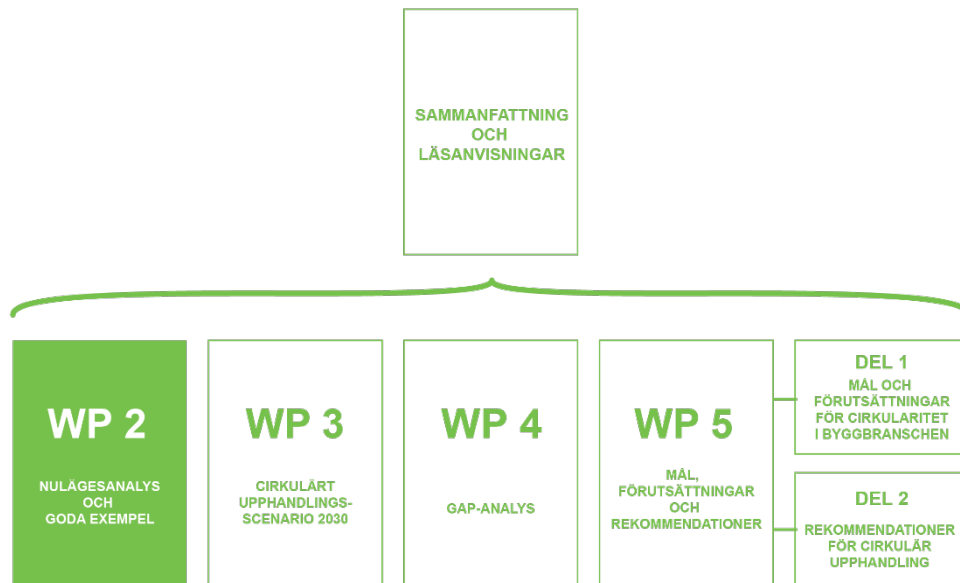 SAMMANFATTNING
OCH
LÄSANVISNINGAR
WP 2
NULÄGESANALYS
OCH
GODA EXEMPEL
WP 3
CIRKULÄRT
UPPHANDLINGS-
SCENARIO 2030
WP 4
GAP-ANALYS
WP 5
MÅL,
FÖRUTSÄTTNINGAR
OCH
REKOMMENDATIONER
DEL 1
MÅL OCH
FÖRUTSÄTTNINGAR
FÖR CIRKULARITET
I BYGGBRANSCHEN
DEL 2
REKOMMENDATIONER
FÖR CIRKULÄR
UPPHANDLING